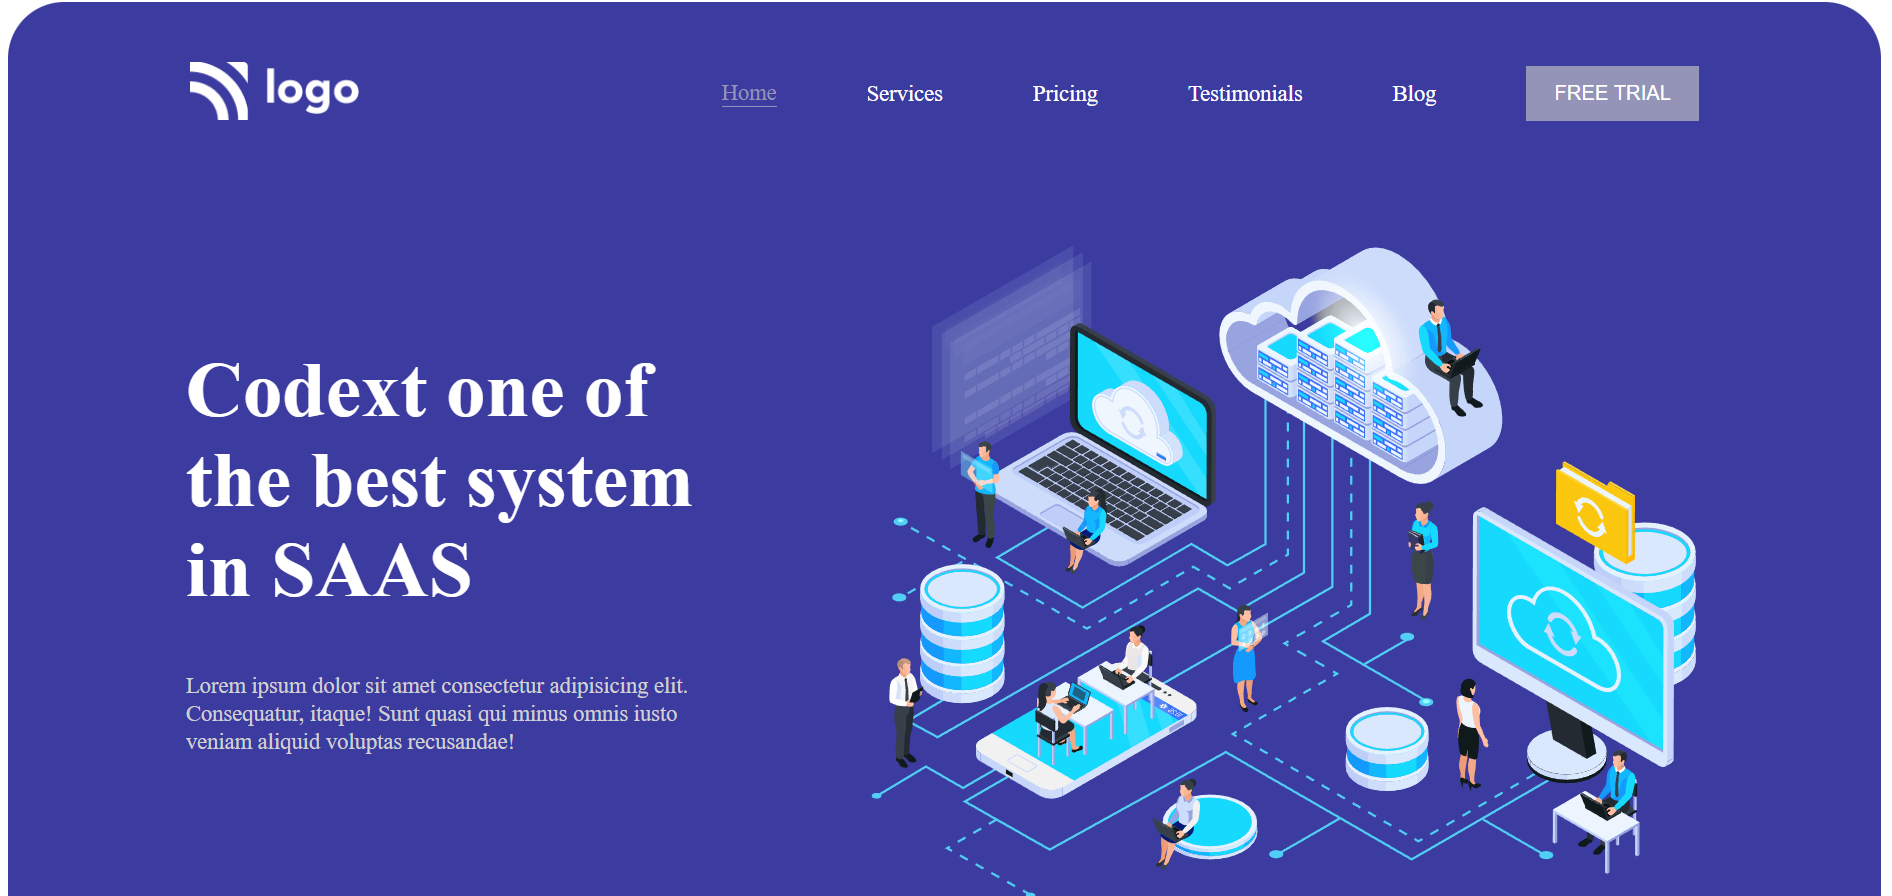 logo
Home
Services
Pricing
Testimonials
Blog
FREE TRIAL
Codext one of
the best system
in SAAS
Lorem ipsum dolor sit amet consectetur adipisicing elit.
Consequatur, itaque! Sunt quasi qui minus omnis iusto
veniam aliquid voluptas recusandae!